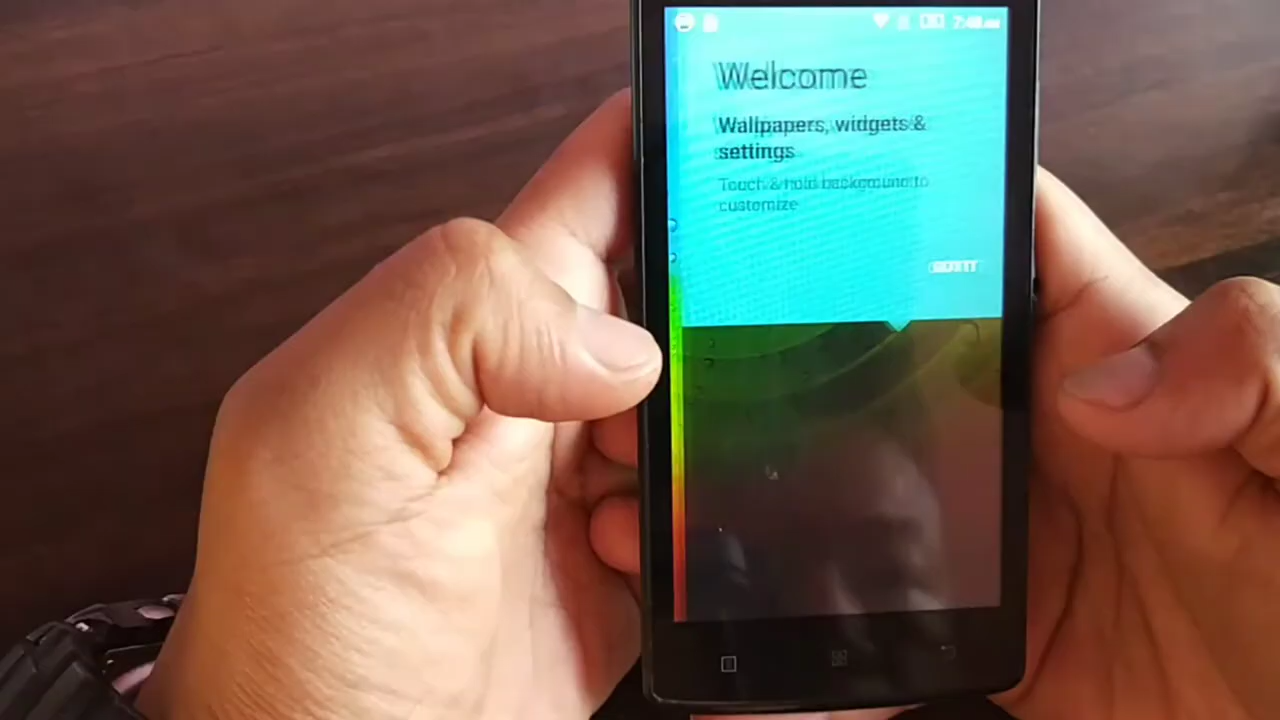 Welcome
Wallpapers, widgets &
settings
Touch & hold background to
customize